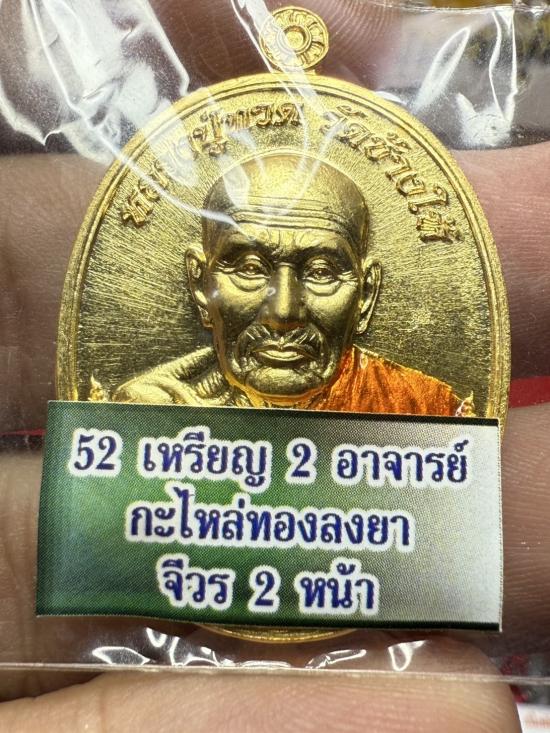 หลวงปู่ทวด วัดช้างให้
52 เหรียญ 2 อาจารย์
กะไหล่ทองลงยา
จีวร 2 หน้า